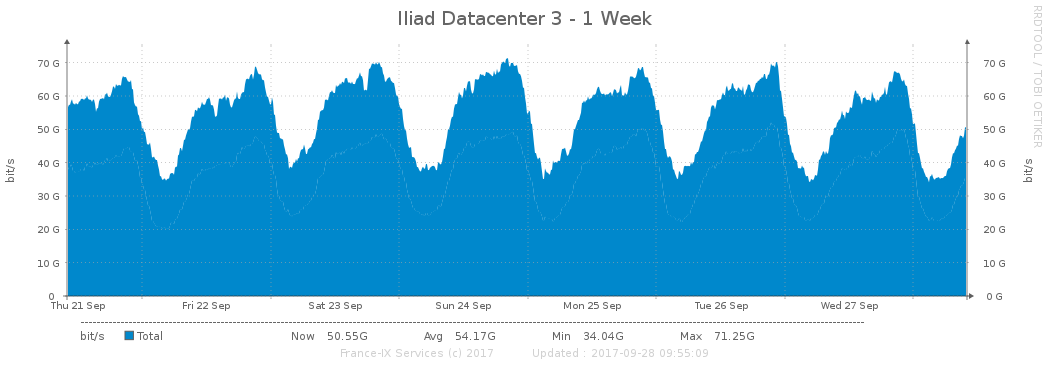 Iliad Datacenter 3 - 1 Week
RRDTOOL / TOBI OETIKER
70 G 70 G
60 G 60 G
50 G 50 G
40 G 40 G
bit/s bit/s
30 G 30 G
20 G 20 G
10 G 10 G
0 0 G
Thu 21 Sep Fri 22 Sep Sat 23 Sep Sun 24 Sep Mon 25 Sep Tue 26 Sep Wed 27 Sep
bit/s Total Now 50.55G Avg 54.17G Min 34.04G Max 71.25G
France-IX Services (c) 2017 Updated : 2017-09-28 09:55:09